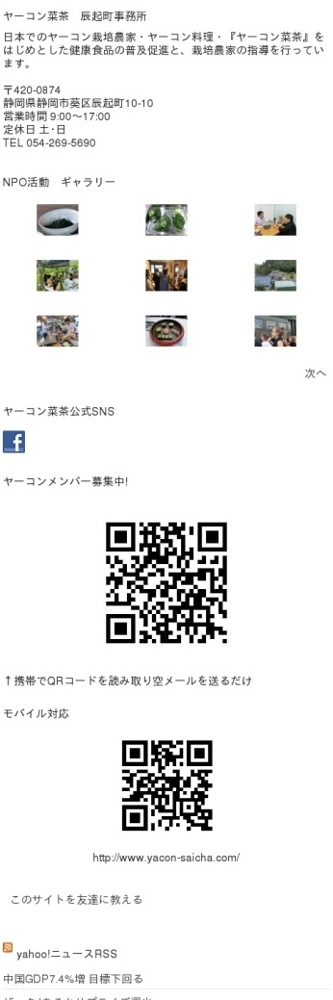 ヤーコン菜茶　辰起町事務所
日本でのヤーコン栽培農家・ヤーコン料理・『ヤーコン菜茶』を
はじめとした健康食品の普及促進と、栽培農家の指導を行ってい
ます。
〒420-0874
静岡県静岡市葵区辰起町10-10
営業時間 9:00～17:00
定休日 土･日
TEL 054-269-5690
NPO活動　ギャラリー
次へ
ヤーコン菜茶公式SNS
ヤーコンメンバー募集中!
↑携帯でQRコードを読み取り空メールを送るだけ
モバイル対応
http://www.yacon-saicha.com/
このサイトを友達に教える
yahoo!ニュースRSS
中国GDP7.4%増 目標下回る